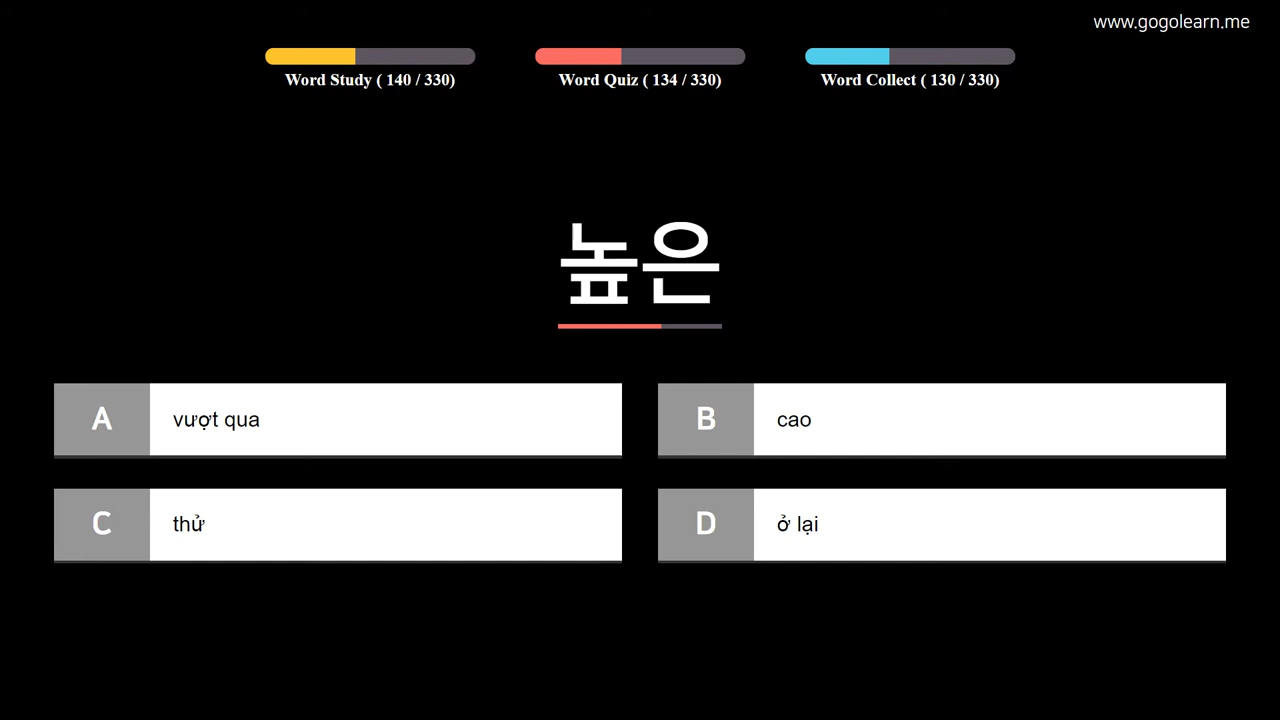 www.gogolearn.me
Word Study ( 140 / 330)
Word Quiz ( 134 / 330)
Word Collect ( 130 / 330)
높은
A vượt qua
B cao
C thử
D ở lại